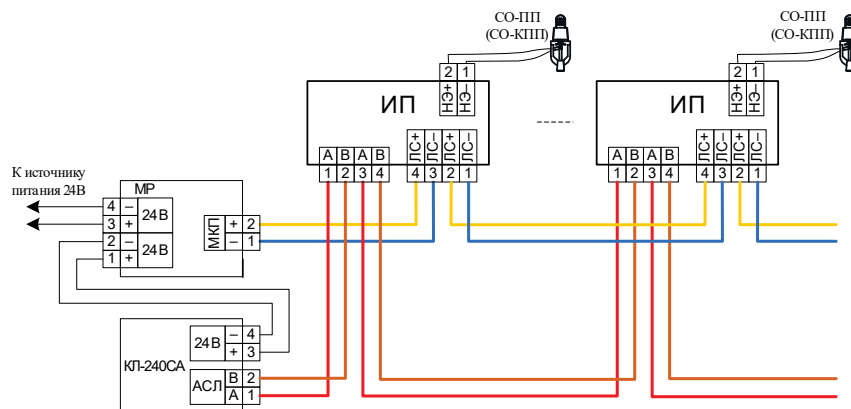 СО-ПП
(СО-КПП)
СО-ПП
(СО-КПП)
2 1
НЭ+ НЭ–
ИП
2 1
НЭ+ НЭ–
ИП
А В А В
1 2 3 4
ЛС+ ЛС– ЛС+ ЛС–
4 3 2 1
А В А В
1 2 3 4
ЛС+ ЛС– ЛС+ ЛС–
4 3 2 1
К источнику
питания 24В
МР
4 – 24В
3 +
2 – 24В
1 +
МКП + 2
– 1
КЛ-240СА
24В – 4
+ 3
АСЛ В 2
А 1